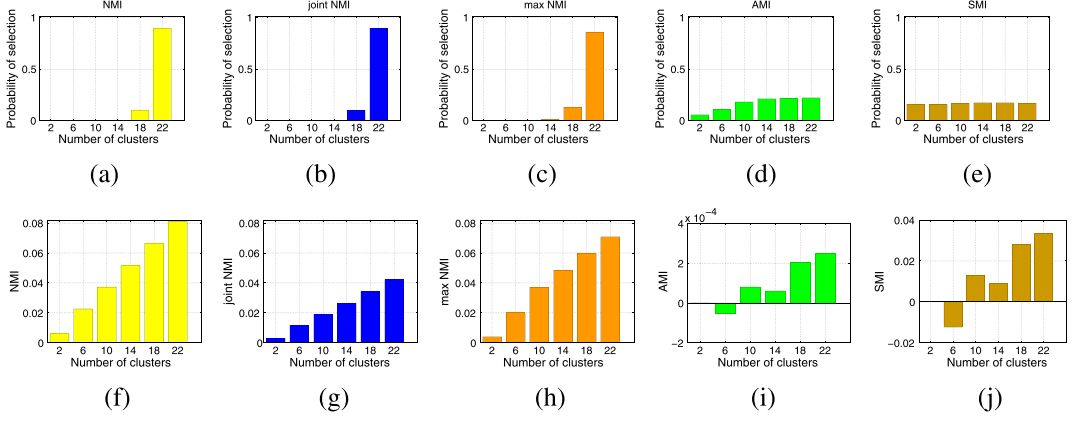 NMI
joint NMI
max NMI
AMI
SMI
Probability of selection
1
0.5
0
2 6 10 14 18 22
Number of clusters
Probability of selection
1
0.5
0
2 6 10 14 18 22
Number of clusters
Probability of selection
1
0.5
0
2 6 10 14 18 22
Number of clusters
Probability of selection
1
0.5
0
2 6 10 14 18 22
Number of clusters
Probability of selection
1
0.5
0
2 6 10 14 18 22
Number of clusters
(a)
(b)
(c)
(d)
(e)
NMI
0.08
0.06
0.04
0.02
0
2 6 10 14 18 22
Number of clusters
joint NMI
0.08
0.06
0.04
0.02
0
2 6 10 14 18 22
Number of clusters
max NMI
0.08
0.06
0.04
0.02
0
2 6 10 14 18 22
Number of clusters
AMI
x 10⁻⁴
4
2
0
−2
2 6 10 14 18 22
Number of clusters
SMI
0.04
0.02
0
−0.02
2 6 10 14 18 22
Number of clusters
(f)
(g)
(h)
(i)
(j)